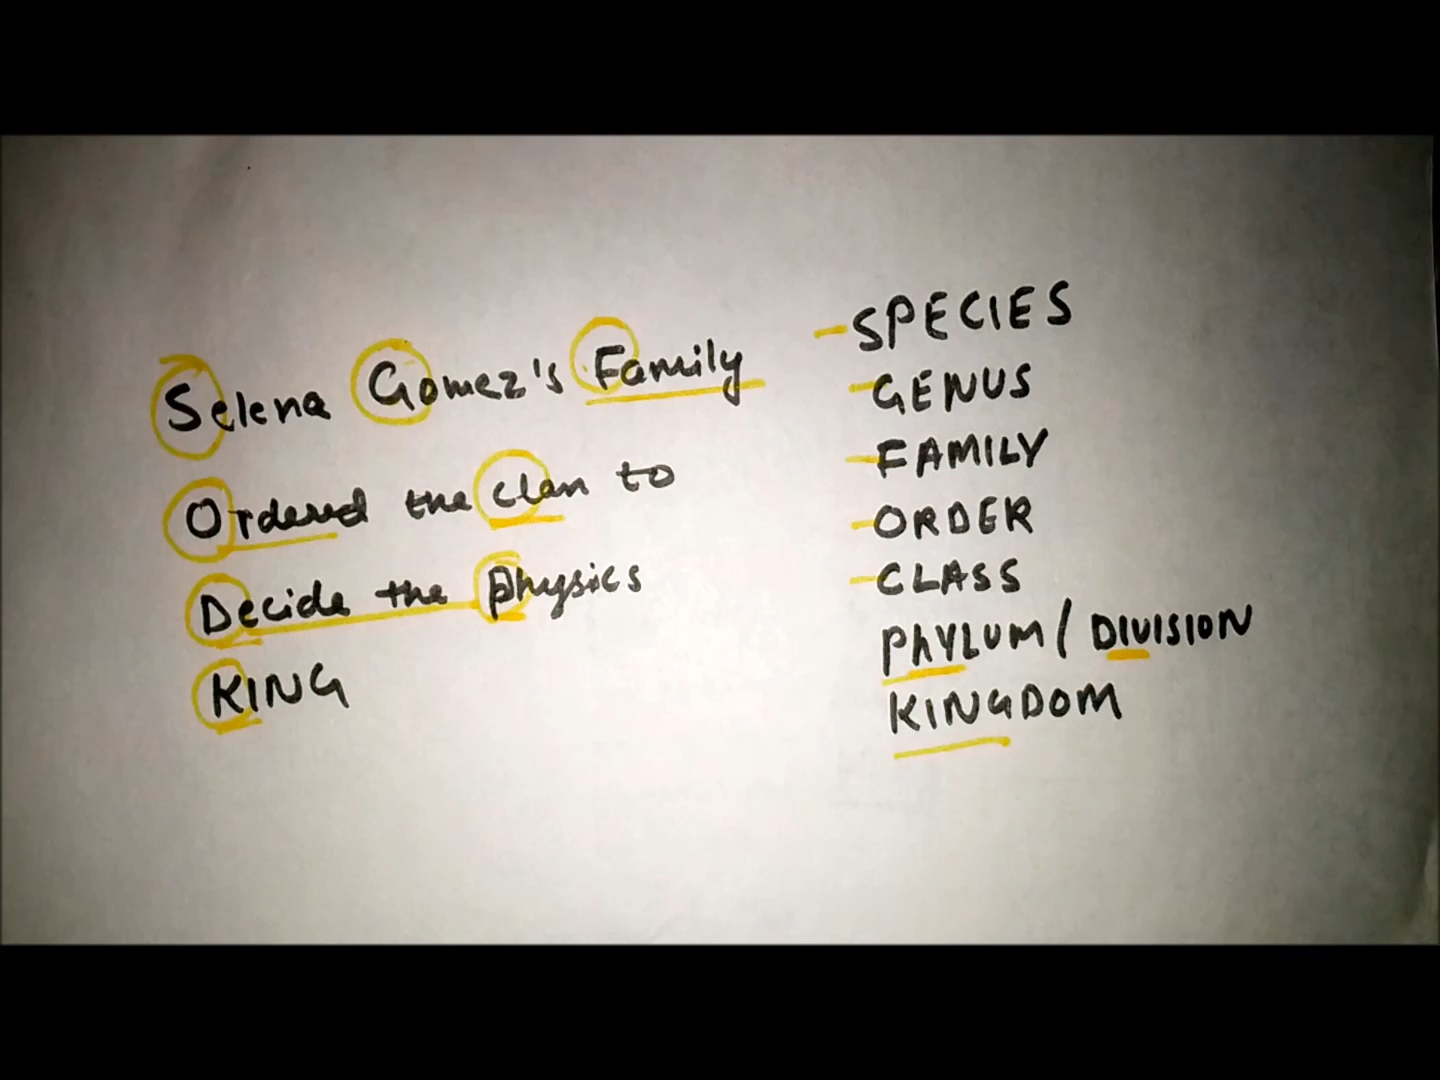 Selena Gomez's Family
Ordered the clan to
Decide the physics
KING
SPECIES
GENUS
FAMILY
ORDER
CLASS
PHYLUM / DIVISION
KINGDOM